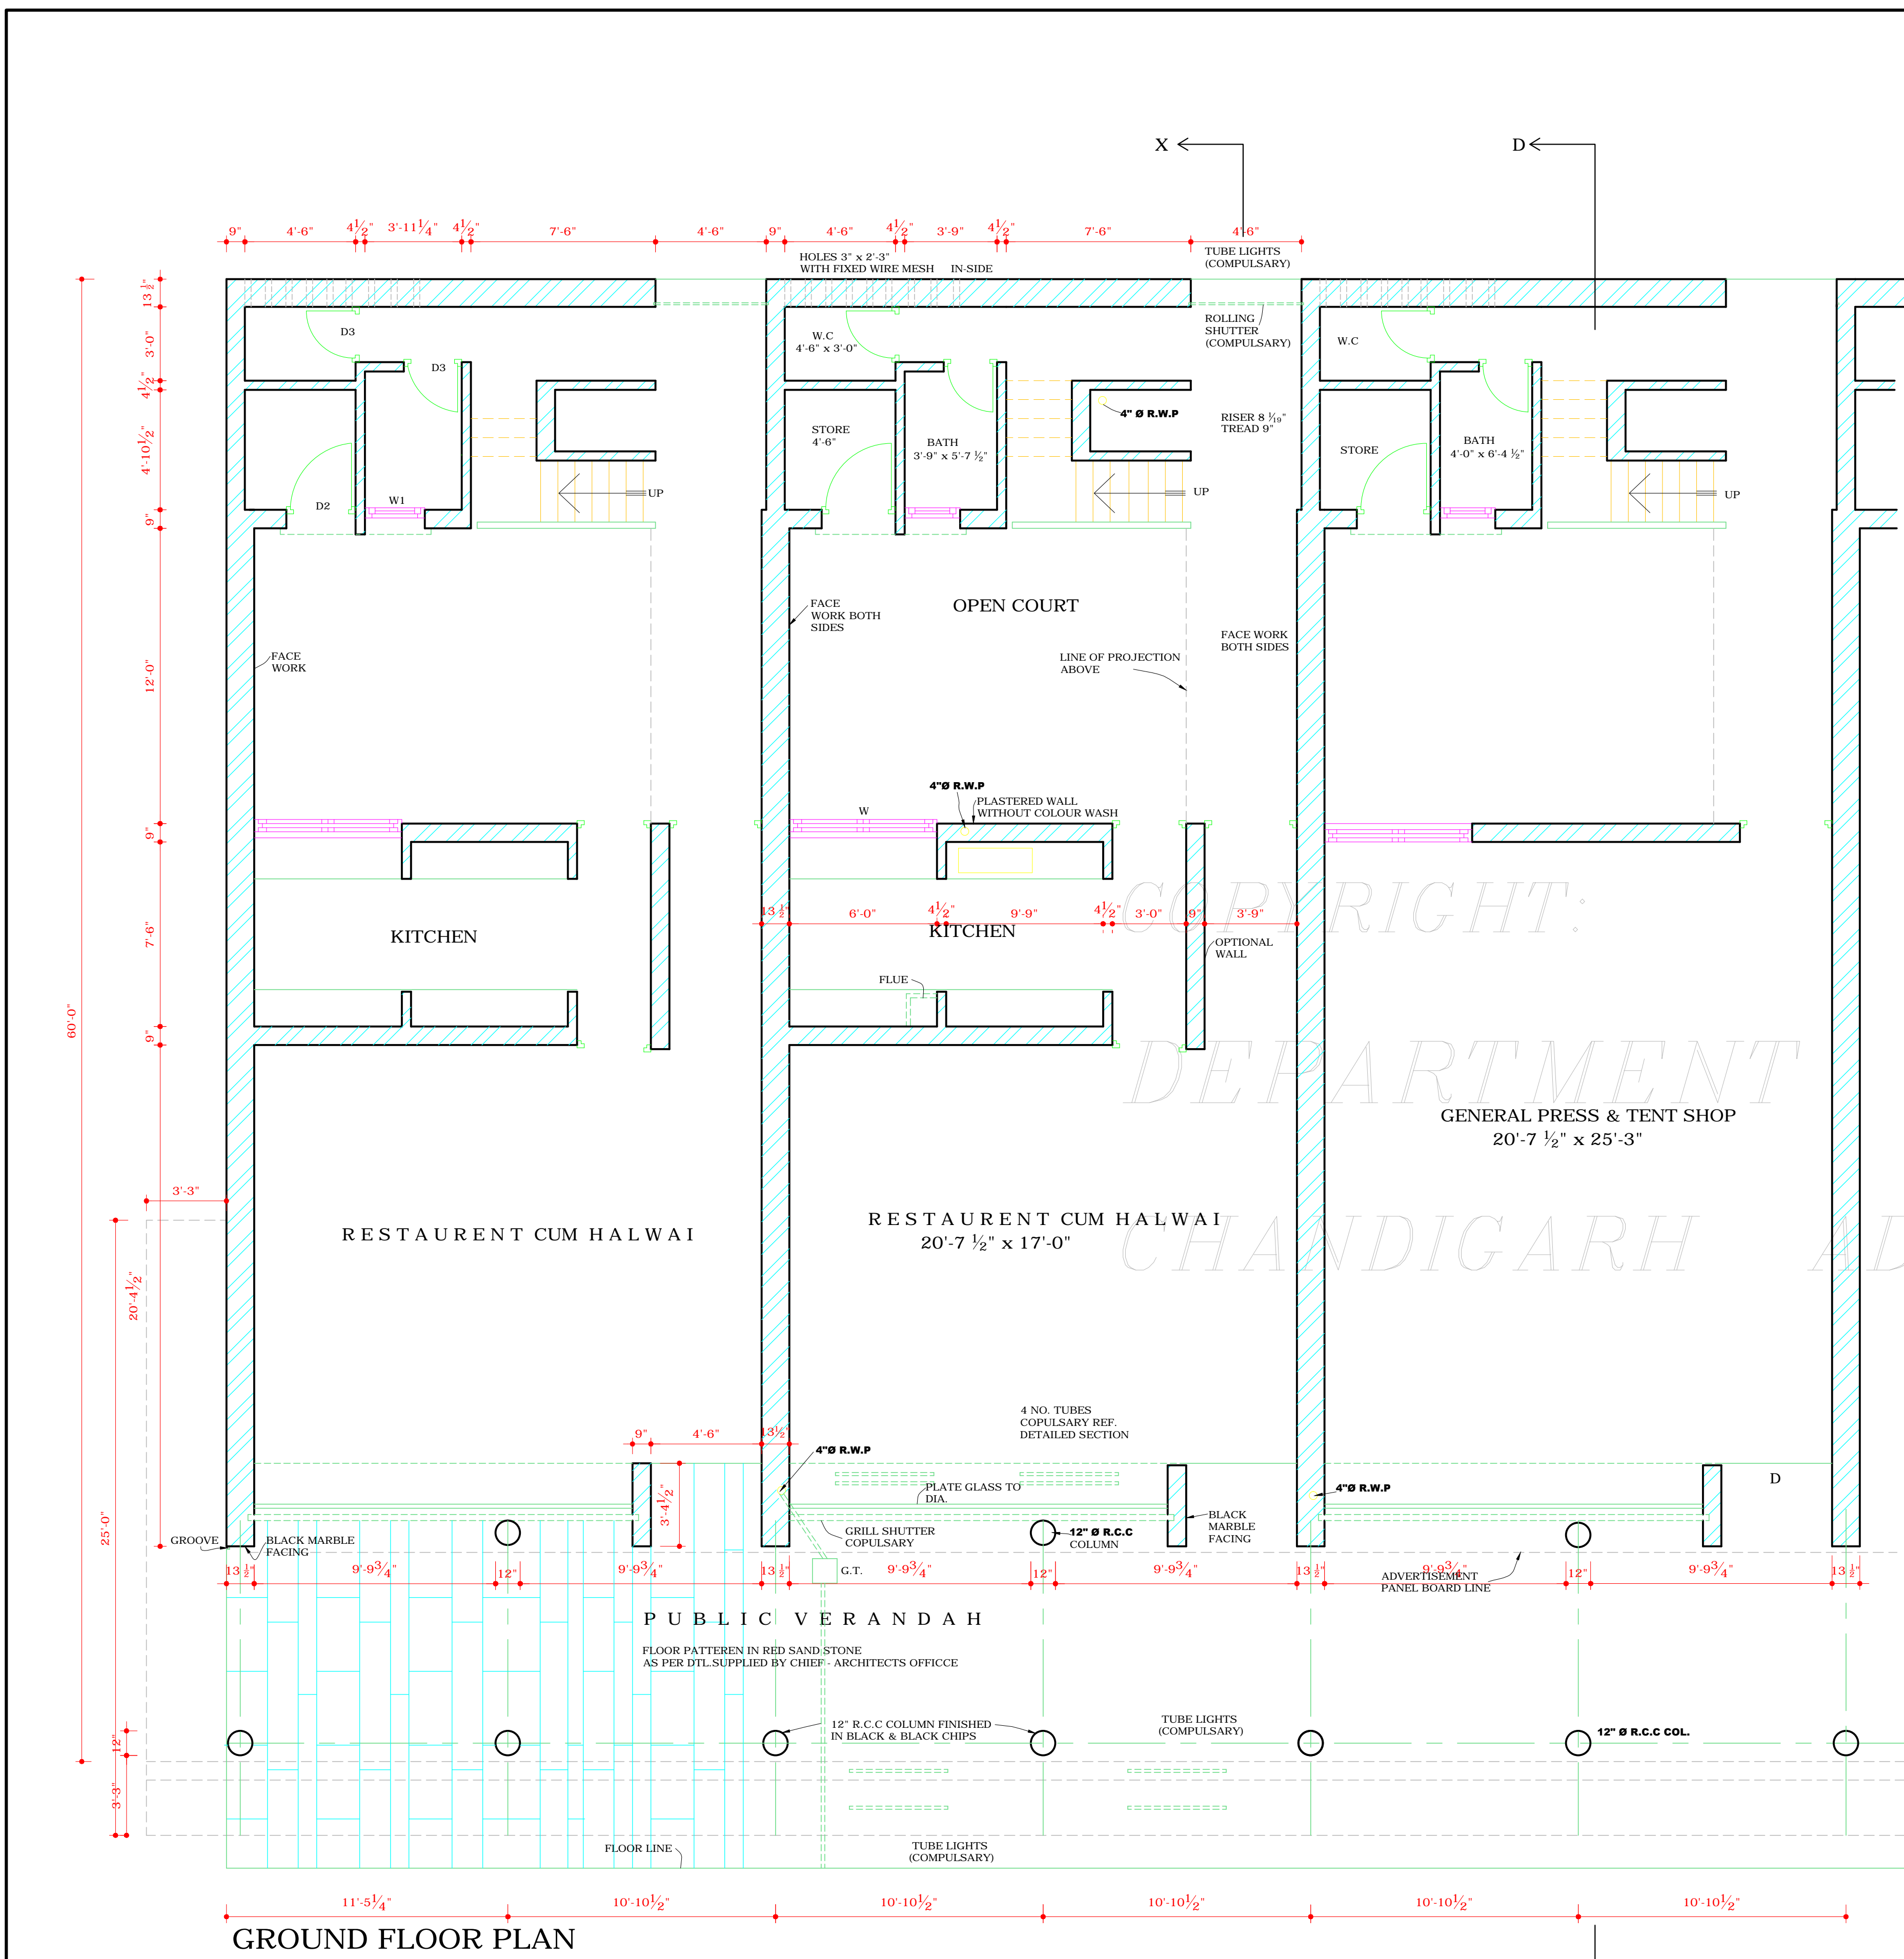 X
D
9"
4'-6"
4½"
3'-11¼"
4½"
7'-6"
4'-6"
9"
4'-6"
4½"
3'-9"
4½"
7'-6"
4'-6"
HOLES 3" x 2'-3"
WITH FIXED WIRE MESH IN-SIDE
TUBE LIGHTS
(COMPULSARY)
13 ½"
3'-0"
4½"
4'-10½"
9"
12'-0"
9"
7'-6"
9"
20'-4½"
60'-0"
25'-0"
3'-3"
12"
3'-3"
D3
D3
D2
W1
UP
W.C
4'-6" x 3'-0"
ROLLING
SHUTTER
(COMPULSARY)
W.C
4" Ø R.W.P
RISER 8 1/19"
TREAD 9"
STORE
4'-6"
BATH
3'-9" x 5'-7 ½"
UP
STORE
BATH
4'-0" x 6'-4 ½"
UP
FACE
WORK
FACE
WORK BOTH
SIDES
OPEN COURT
FACE WORK
BOTH SIDES
LINE OF PROJECTION
ABOVE
4"Ø R.W.P
W
PLASTERED WALL
WITHOUT COLOUR WASH
COPYRIGHT:
13 ½"
6'-0"
4½"
9'-9"
4½"
3'-0"
9"
3'-9"
KITCHEN
KITCHEN
OPTIONAL
WALL
FLUE
DEPARTMENT
GENERAL PRESS & TENT SHOP
20'-7 ½" x 25'-3"
RESTAURENT CUM HALWAI
RESTAURENT CUM HALWAI
20'-7 ½" x 17'-0"
CHANDIGARH AD
4 NO. TUBES
COPULSARY REF.
DETAILED SECTION
9"
4'-6"
13½"
3'-4½"
4"Ø R.W.P
PLATE GLASS TO
DIA.
4"Ø R.W.P
D
GROOVE
BLACK MARBLE
FACING
GRILL SHUTTER
COPULSARY
12" Ø R.C.C
COLUMN
BLACK
MARBLE
FACING
G.T.
ADVERTISEMENT
PANEL BOARD LINE
13 ½"
9'-9¾"
12"
9'-9¾"
13 ½"
9'-9¾"
12"
9'-9¾"
13 ½"
9'-9¾"
12"
9'-9¾"
13 ½"
PUBLIC VERANDAH
FLOOR PATTEREN IN RED SAND STONE
AS PER DTL.SUPPLIED BY CHIEF - ARCHITECTS OFFICCE
12" R.C.C COLUMN FINISHED
IN BLACK & BLACK CHIPS
TUBE LIGHTS
(COMPULSARY)
12" Ø R.C.C COL.
FLOOR LINE
TUBE LIGHTS
(COMPULSARY)
11'-5¼"
10'-10½"
10'-10½"
10'-10½"
10'-10½"
10'-10½"
GROUND FLOOR PLAN